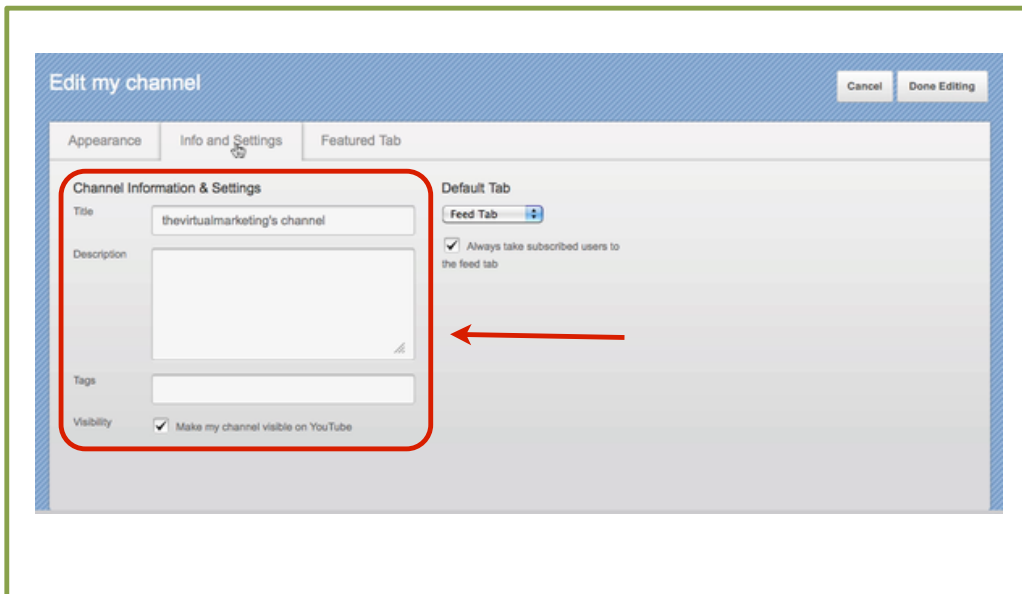 Edit my channel
Cancel
Done Editing
Appearance
Info and Settings
Featured Tab
Channel Information & Settings
Title
thevirtualmarketing's channel
Description
Tags
Visibility
Make my channel visible on YouTube
Default Tab
Feed Tab
Always take subscribed users to
the feed tab